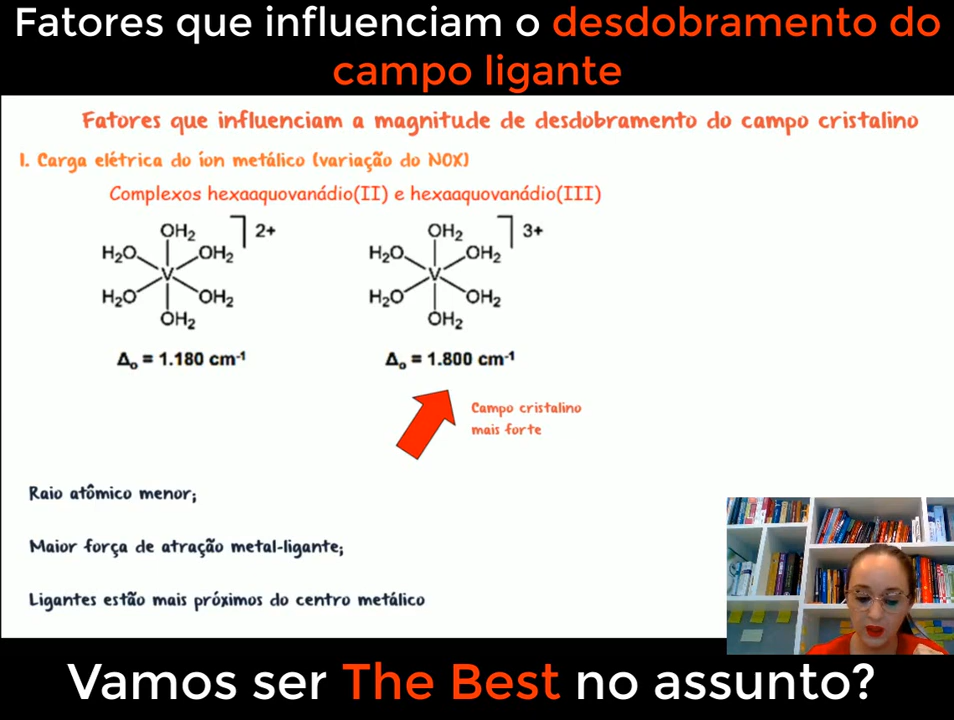 Fatores que influenciam o desdobramento do
campo ligante
Fatores que influenciam a magnitude de desdobramento do campo cristalino
1. Carga elétrica do íon metálico (variação do NOX)
Complexos hexaaquovanádio(II) e hexaaquovanádio(III)
OH₂ 2+
H₂O OH₂
V
H₂O OH₂
OH₂
Δₒ = 1.180 cm⁻¹
OH₂ 3+
H₂O OH₂
V
H₂O OH₂
OH₂
Δₒ = 1.800 cm⁻¹
Campo cristalino
mais forte
Raio atômico menor;
Maior força de atração metal-ligante;
Ligantes estão mais próximos do centro metálico
Vamos ser The Best no assunto?